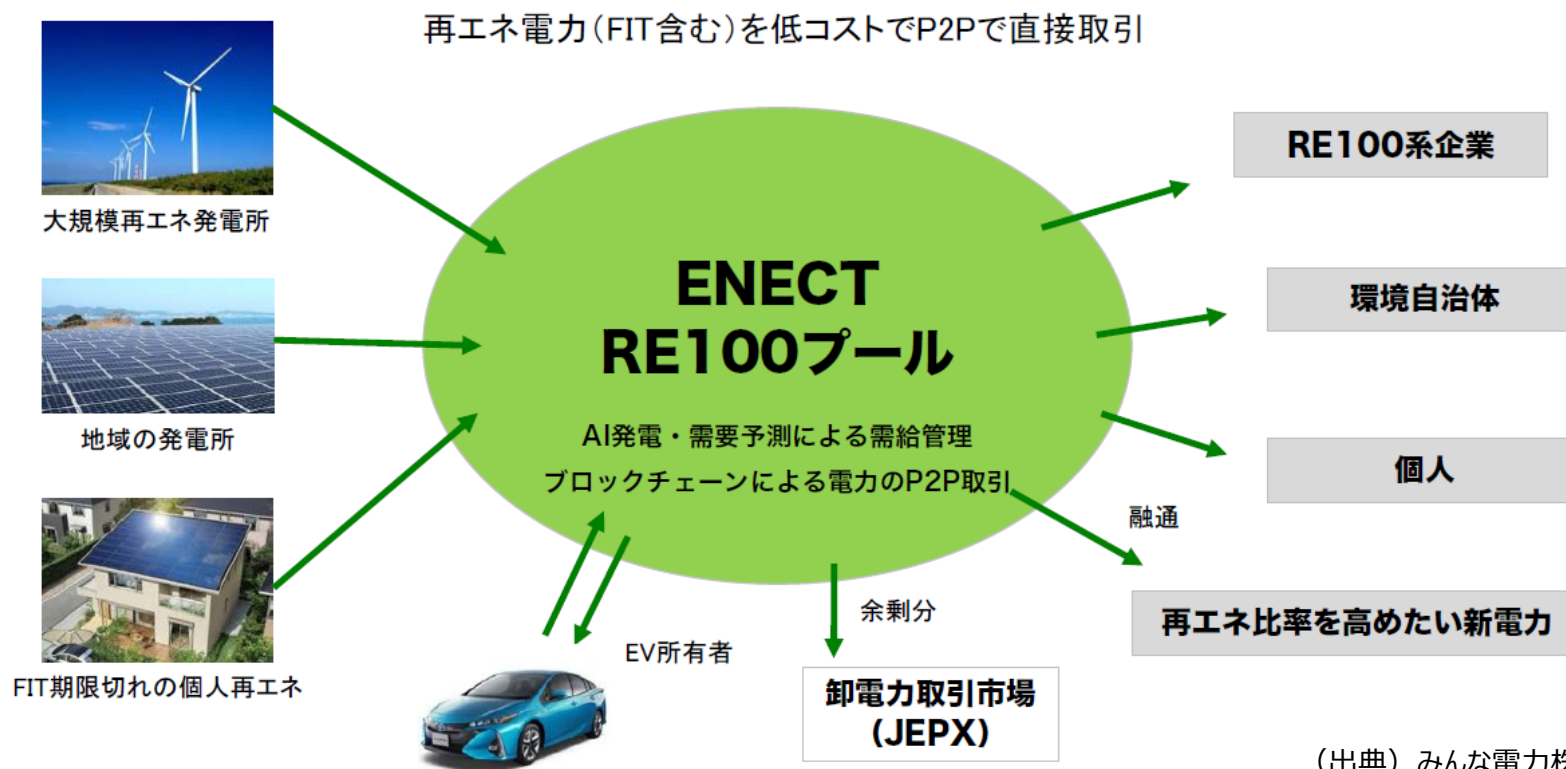 再エネ電力(FIT含む)を低コストでP2Pで直接取引
大規模再エネ発電所
地域の発電所
FIT期限切れの個人再エネ
ENECT
RE100プール
AI発電・需要予測による需給管理
ブロックチェーンによる電力のP2P取引
EV所有者
余剰分
卸電力取引市場
(JEPX)
RE100系企業
環境自治体
個人
融通
再エネ比率を高めたい新電力
(出典)みんな電力株